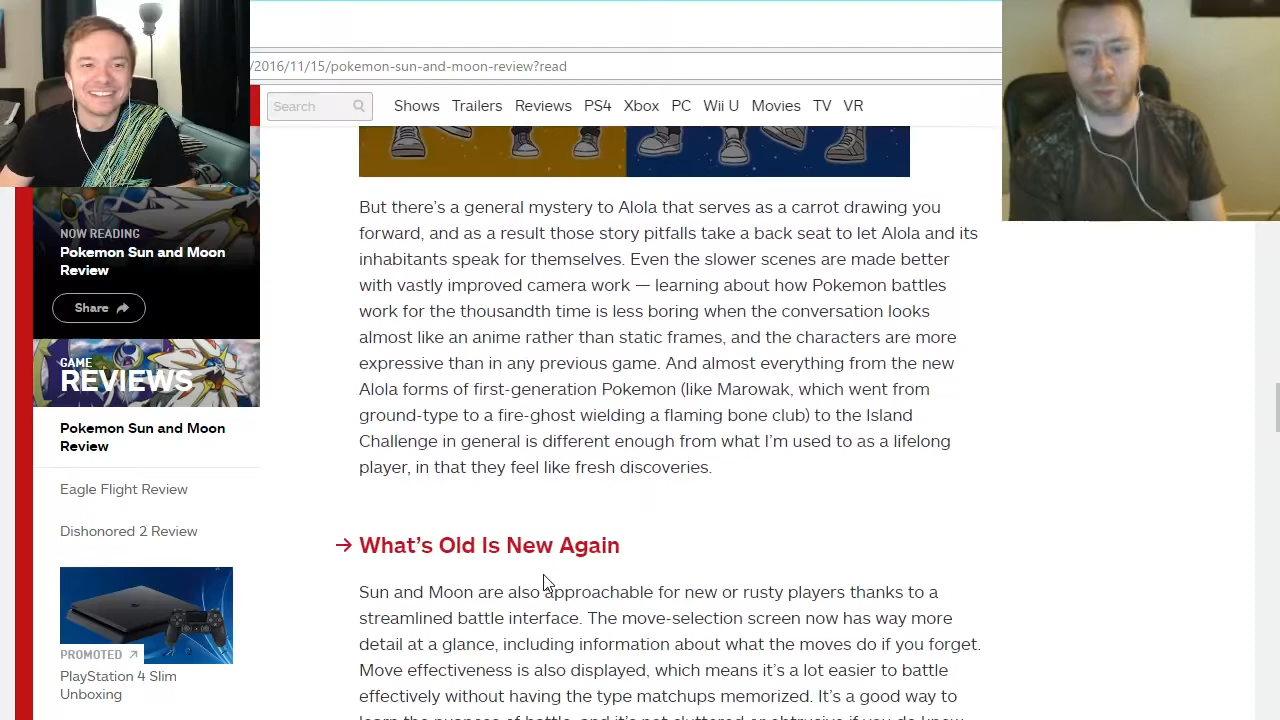 /2016/11/15/pokemon-sun-and-moon-review?read
Search
Shows Trailers Reviews PS4 Xbox PC Wii U Movies TV VR
NOW READING
Pokemon Sun and Moon
Review
Share
GAME
REVIEWS
Pokemon Sun and Moon
Review
Eagle Flight Review
Dishonored 2 Review
PROMOTED
PlayStation 4 Slim
Unboxing
But there's a general mystery to Alola that serves as a carrot drawing you
forward, and as a result those story pitfalls take a back seat to let Alola and its
inhabitants speak for themselves. Even the slower scenes are made better
with vastly improved camera work — learning about how Pokemon battles
work for the thousandth time is less boring when the conversation looks
almost like an anime rather than static frames, and the characters are more
expressive than in any previous game. And almost everything from the new
Alola forms of first-generation Pokemon (like Marowak, which went from
ground-type to a fire-ghost wielding a flaming bone club) to the Island
Challenge in general is different enough from what I'm used to as a lifelong
player, in that they feel like fresh discoveries.
→ What's Old Is New Again
Sun and Moon are also approachable for new or rusty players thanks to a
streamlined battle interface. The move-selection screen now has way more
detail at a glance, including information about what the moves do if you forget.
Move effectiveness is also displayed, which means it's a lot easier to battle
effectively without having the type matchups memorized. It's a good way to
learn the nuances of battle, and it's not cluttered or obtrusive if you do know